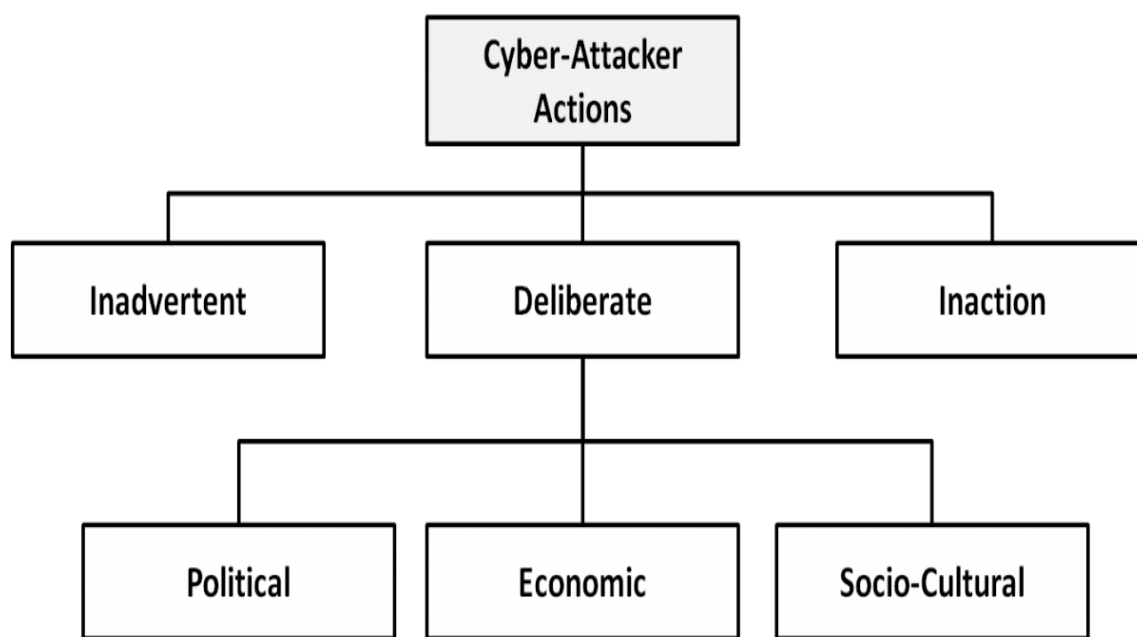 Cyber-Attacker
Actions
Inadvertent
Deliberate
Inaction
Political
Economic
Socio-Cultural